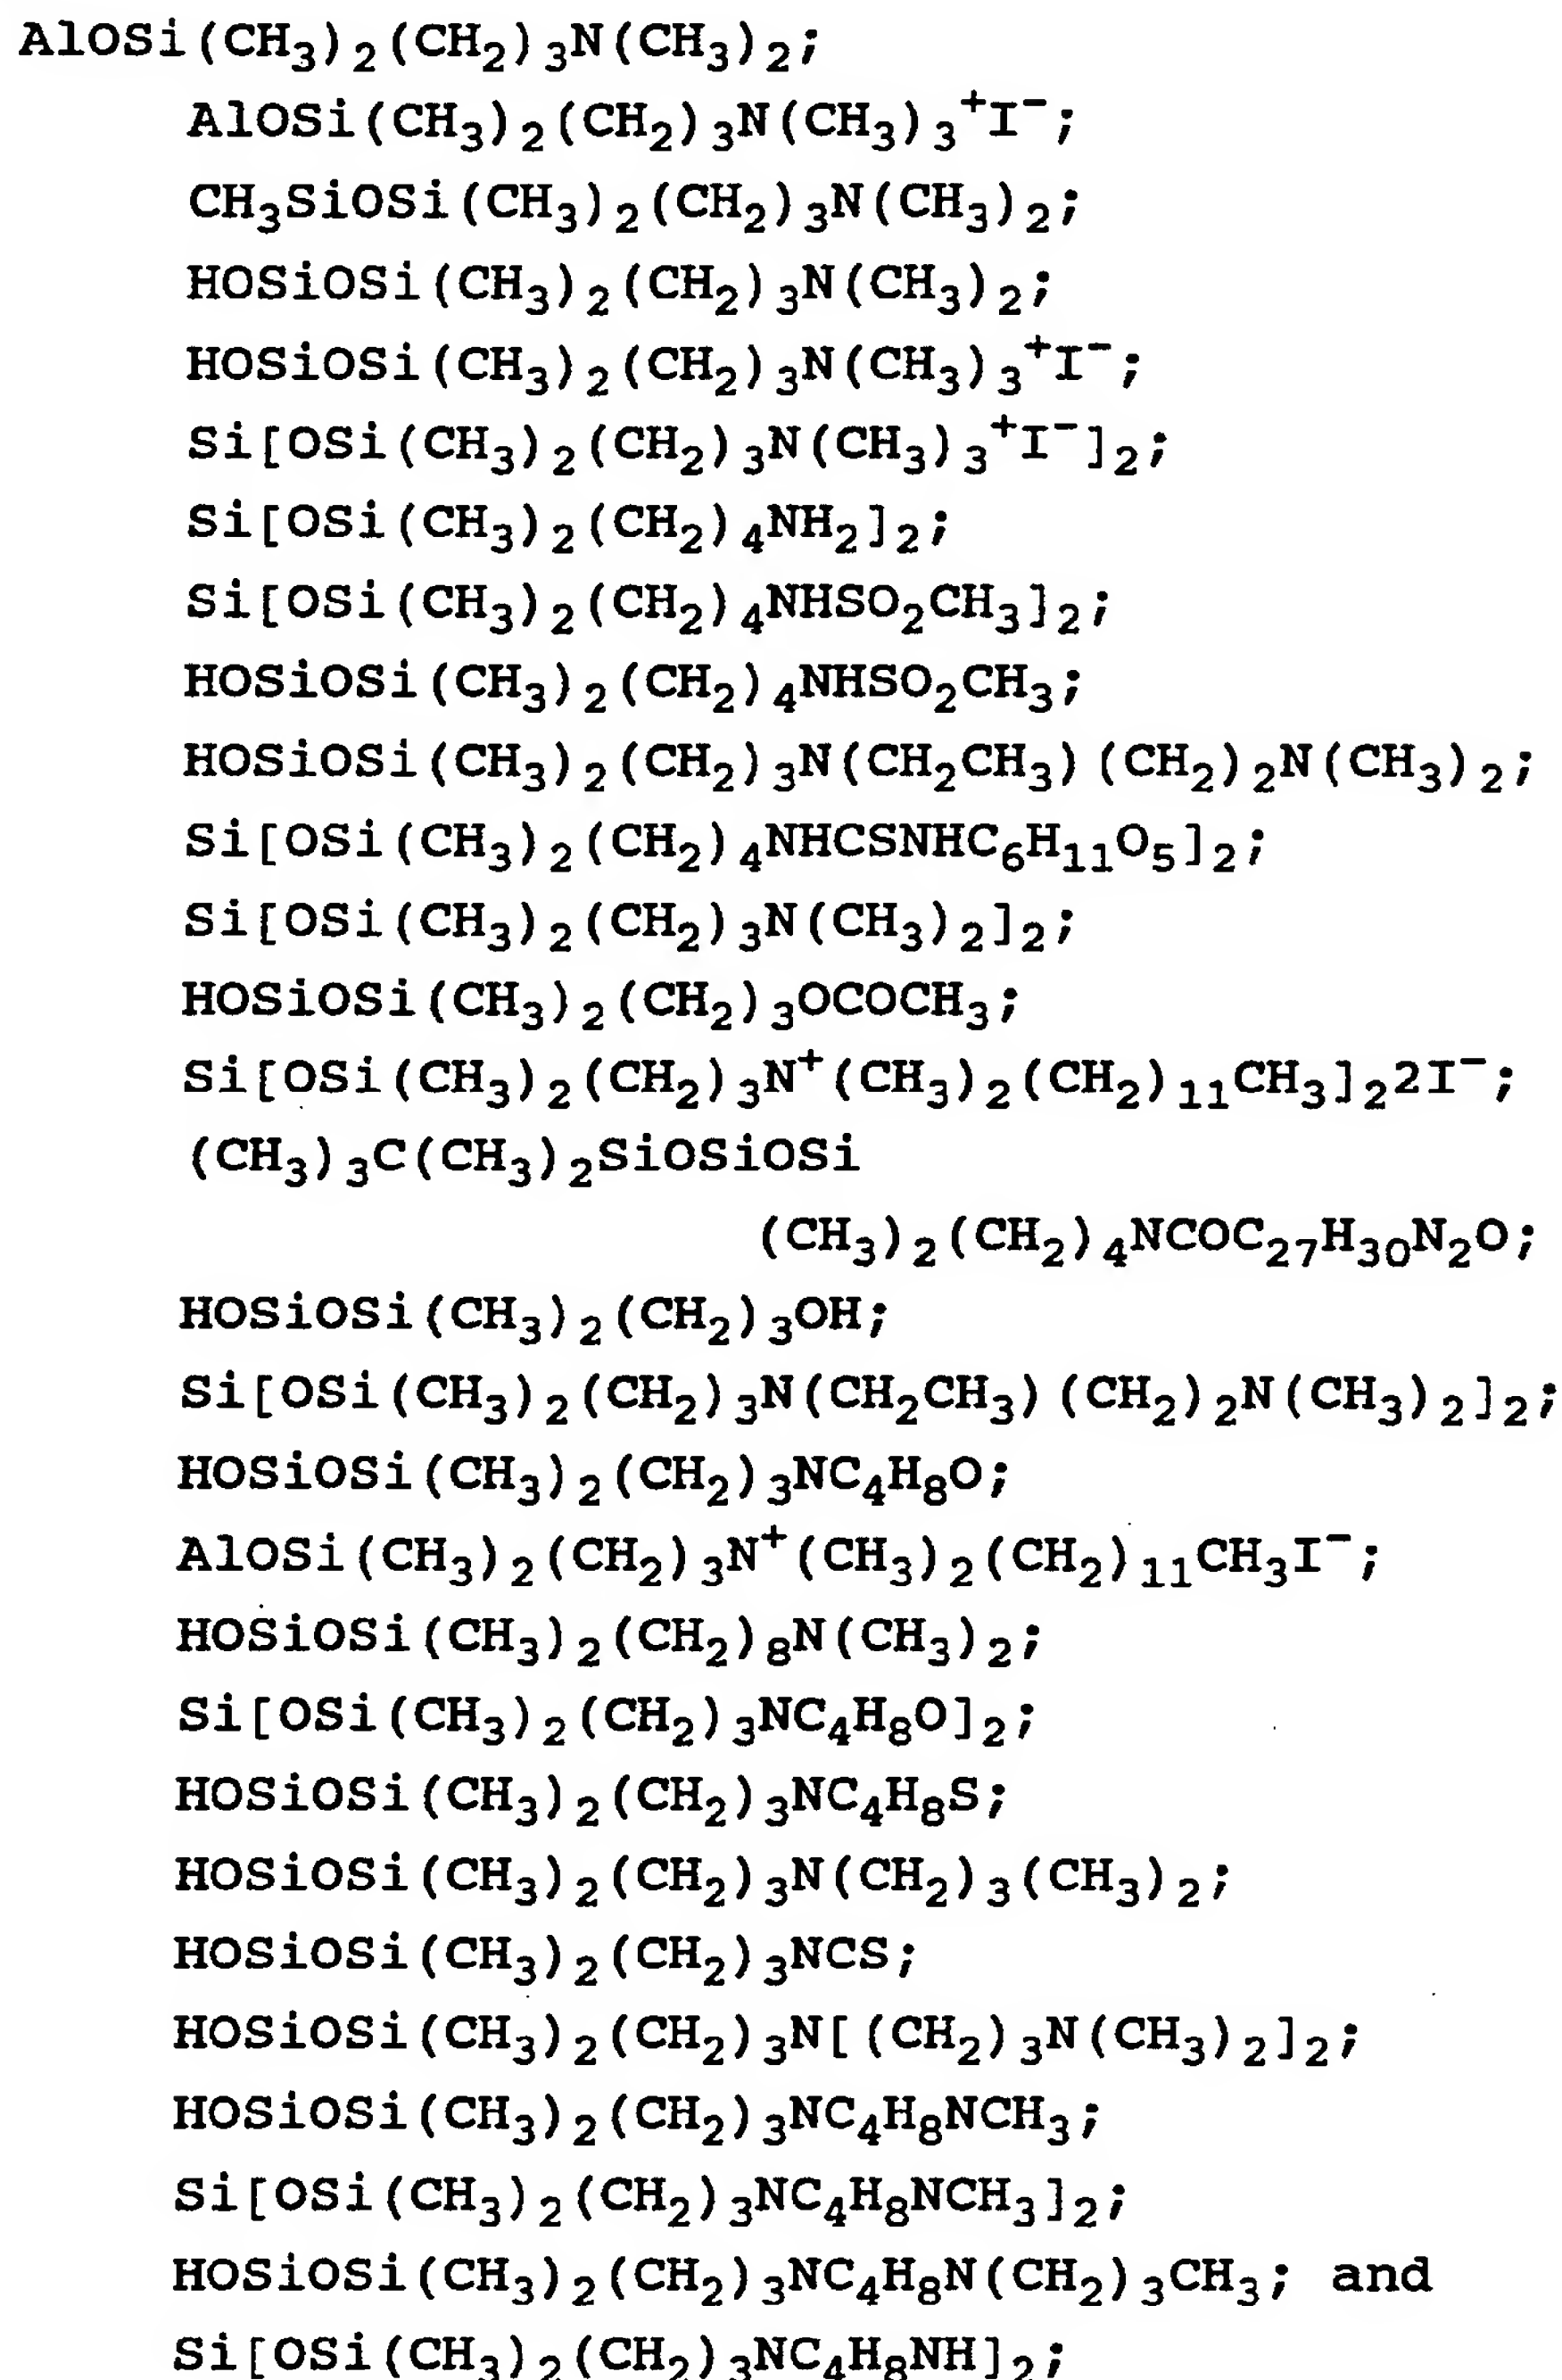 AlOSi(CH₃)₂(CH₂)₃N(CH₃)₂;
AlOSi(CH₃)₂(CH₂)₃N(CH₃)₃⁺I⁻;
CH₃SiOSi(CH₃)₂(CH₂)₃N(CH₃)₂;
HOSiOSi(CH₃)₂(CH₂)₃N(CH₃)₂;
HOSiOSi(CH₃)₂(CH₂)₃N(CH₃)₃⁺I⁻;
Si[OSi(CH₃)₂(CH₂)₃N(CH₃)₃⁺I⁻]₂;
Si[OSi(CH₃)₂(CH₂)₄NH₂]₂;
Si[OSi(CH₃)₂(CH₂)₄NHSO₂CH₃]₂;
HOSiOSi(CH₃)₂(CH₂)₄NHSO₂CH₃;
HOSiOSi(CH₃)₂(CH₂)₃N(CH₂CH₃)(CH₂)₂N(CH₃)₂;
Si[OSi(CH₃)₂(CH₂)₄NHCSNHC₆H₁₁O₅]₂;
Si[OSi(CH₃)₂(CH₂)₃N(CH₃)₂]₂;
HOSiOSi(CH₃)₂(CH₂)₃OCOCH₃;
Si[OSi(CH₃)₂(CH₂)₃N⁺(CH₃)₂(CH₂)₁₁CH₃]₂2I⁻;
(CH₃)₃C(CH₃)₂SiOSiOSi
(CH₃)₂(CH₂)₄NCOC₂₇H₃₀N₂O;
HOSiOSi(CH₃)₂(CH₂)₃OH;
Si[OSi(CH₃)₂(CH₂)₃N(CH₂CH₃)(CH₂)₂N(CH₃)₂]₂;
HOSiOSi(CH₃)₂(CH₂)₃NC₄H₈O;
AlOSi(CH₃)₂(CH₂)₃N⁺(CH₃)₂(CH₂)₁₁CH₃I⁻;
HOSiOSi(CH₃)₂(CH₂)₈N(CH₃)₂;
Si[OSi(CH₃)₂(CH₂)₃NC₄H₈O]₂;
HOSiOSi(CH₃)₂(CH₂)₃NC₄H₈S;
HOSiOSi(CH₃)₂(CH₂)₃N(CH₂)₃(CH₃)₂;
HOSiOSi(CH₃)₂(CH₂)₃NCS;
HOSiOSi(CH₃)₂(CH₂)₃N[(CH₂)₃N(CH₃)₂]₂;
HOSiOSi(CH₃)₂(CH₂)₃NC₄H₈NCH₃;
Si[OSi(CH₃)₂(CH₂)₃NC₄H₈NCH₃]₂;
HOSiOSi(CH₃)₂(CH₂)₃NC₄H₈N(CH₂)₃CH₃; and
Si[OSi(CH₃)₂(CH₂)₃NC₄H₈NH]₂;